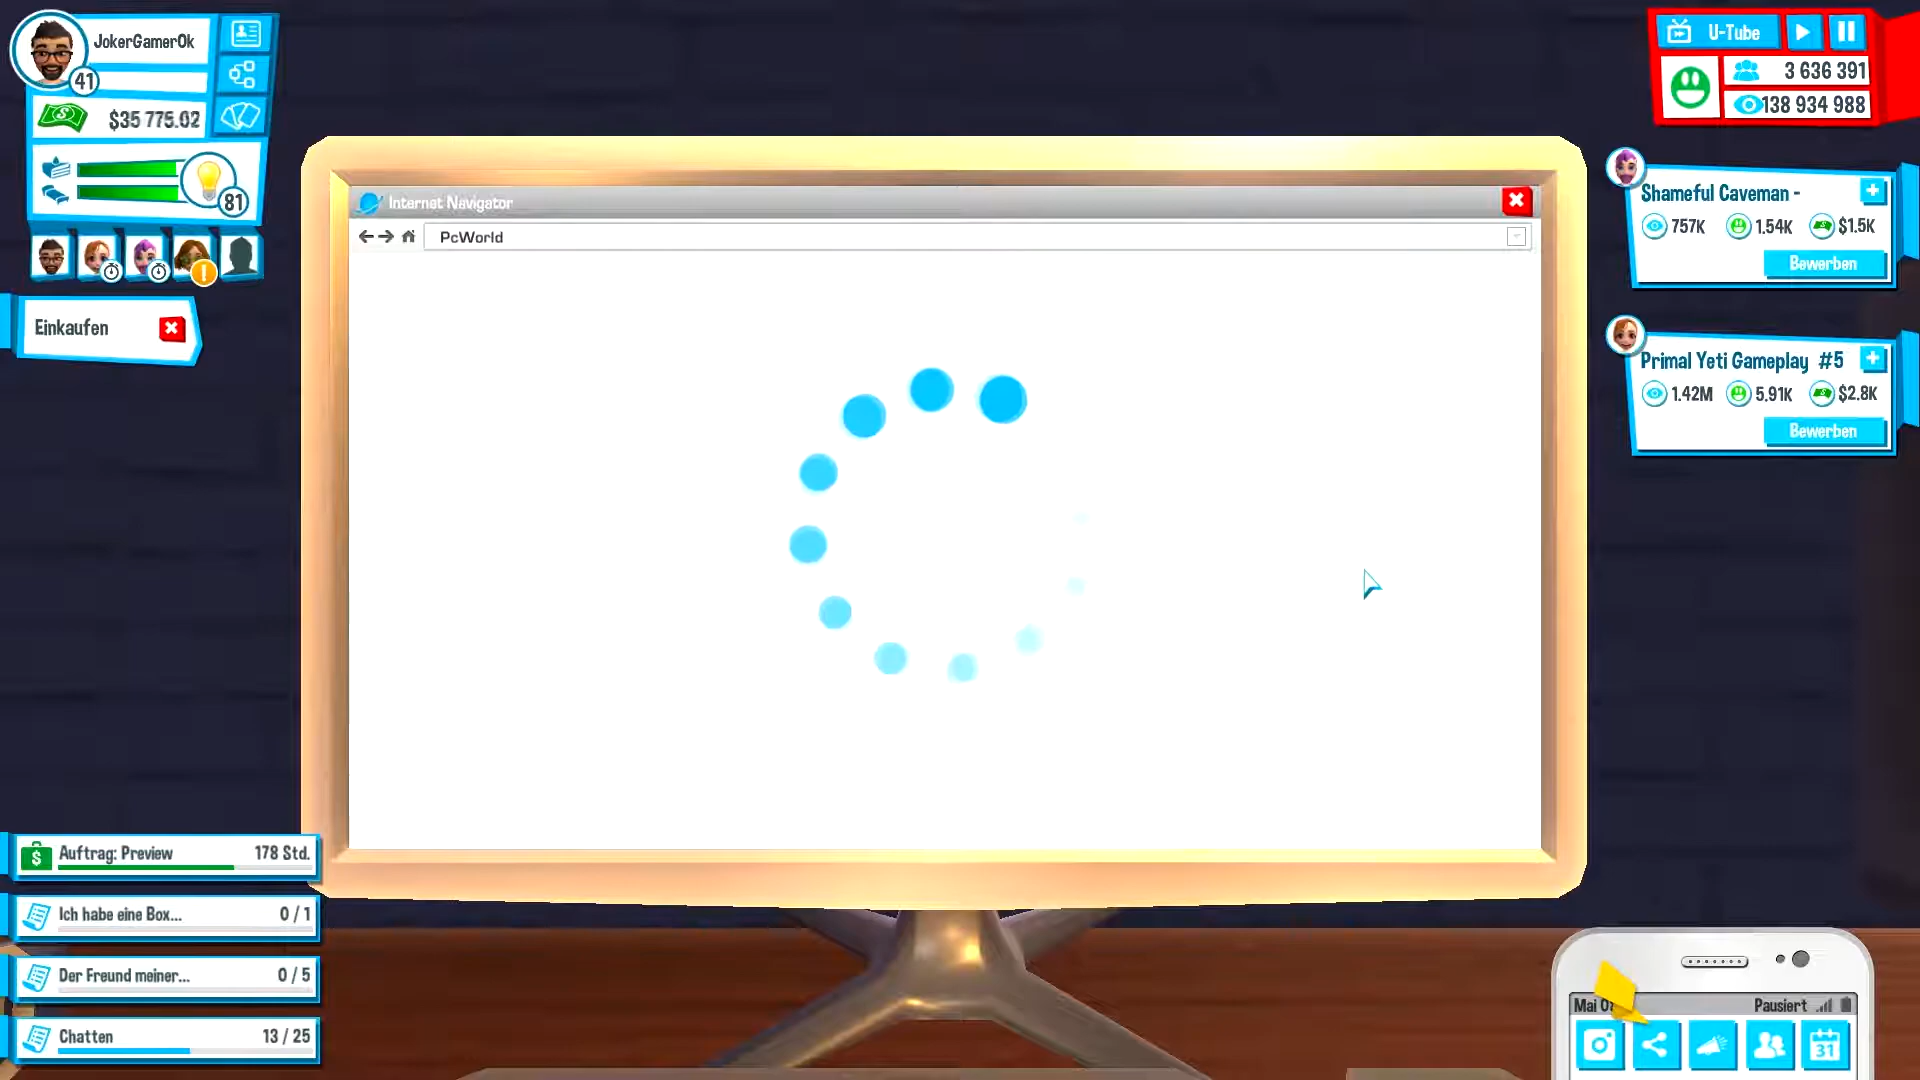 JokerGamerOk
41
$35 775.02
81
Einkaufen
Internet Navigator
PcWorld
U-Tube
3 636 391
138 934 988
Shameful Caveman -
757K
1.54K
$1.5K
Bewerben
Primal Yeti Gameplay #5
1.42M
5.91K
$2.8K
Bewerben
Auftrag: Preview
178 Std.
Ich habe eine Box...
0 / 1
Der Freund meiner...
0 / 5
Chatten
13 / 25
Mai
Pausiert
31